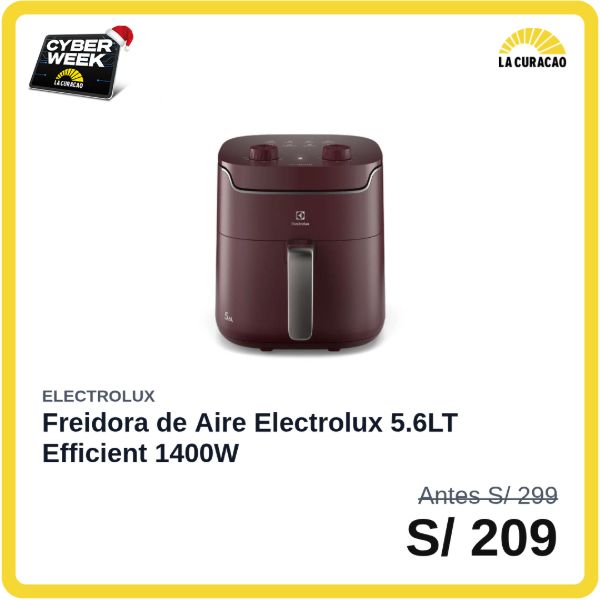 CYBER
WEEK
LA CURACAO
LA CURACAO
Electrolux
5.6L
ELECTROLUX
Freidora de Aire Electrolux 5.6LT
Efficient 1400W
Antes S/ 299
S/ 209